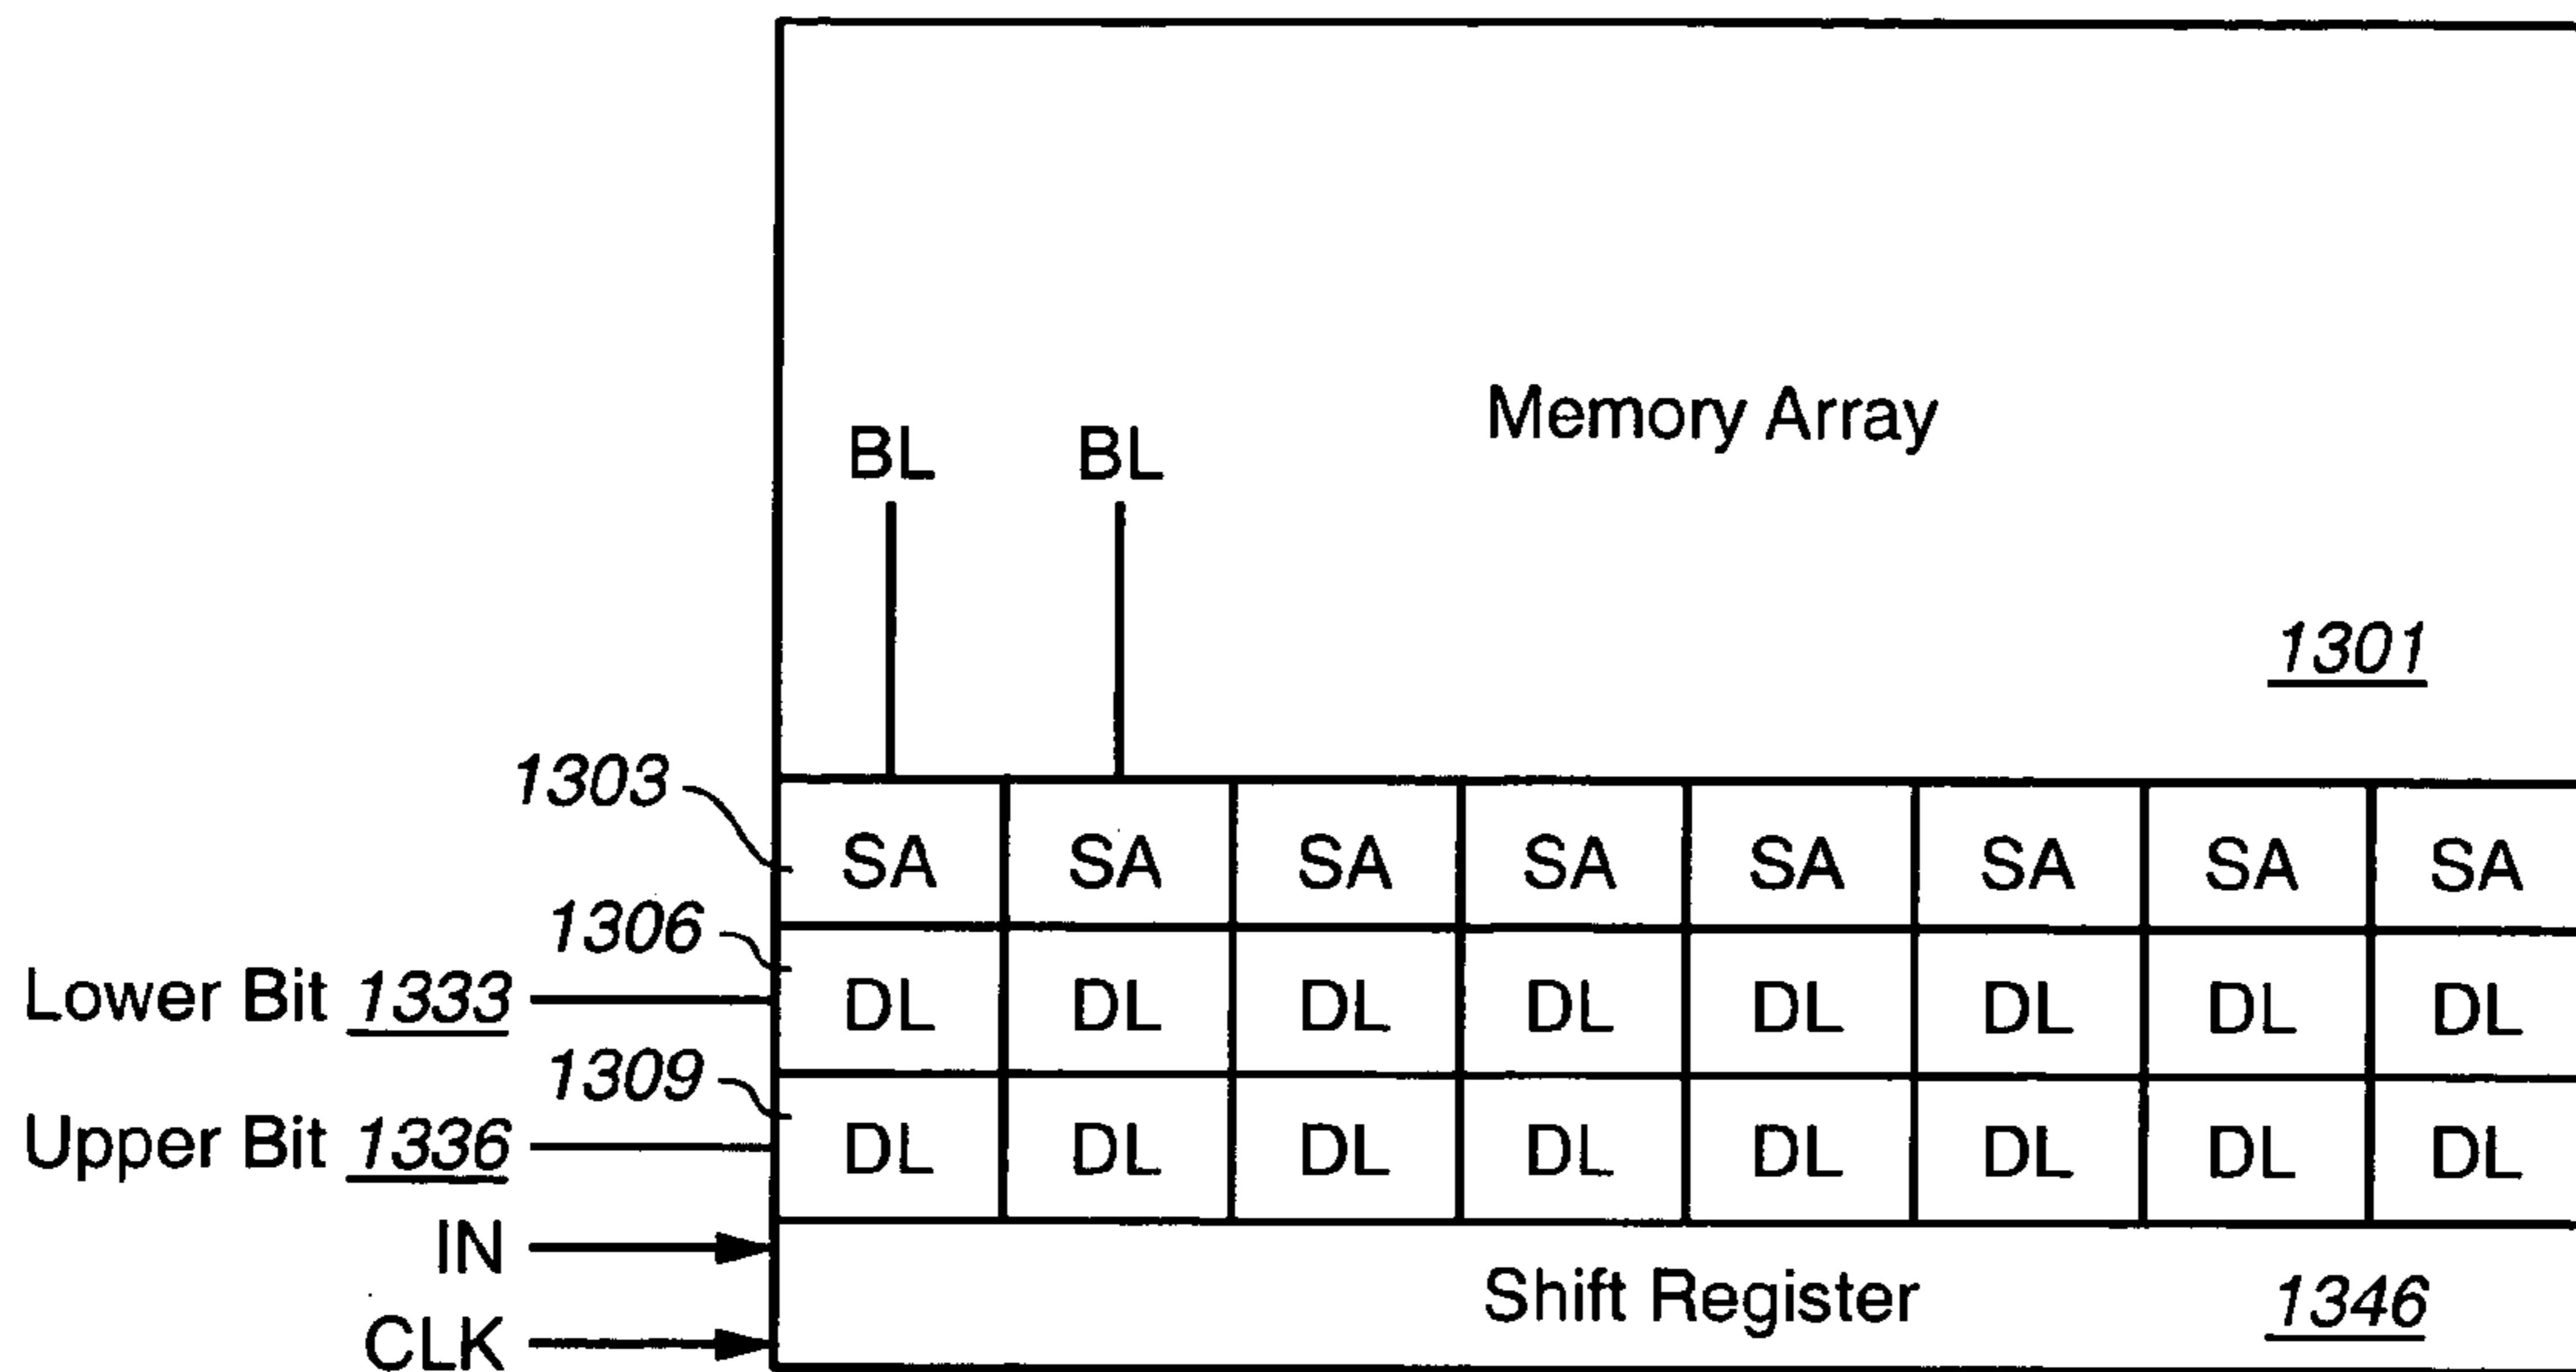 Memory Array
BL BL
1301
1303
SA SA SA SA SA SA SA SA
1306
Lower Bit 1333
DL DL DL DL DL DL DL DL
1309
Upper Bit 1336
DL DL DL DL DL DL DL DL
IN
Shift Register 1346
CLK